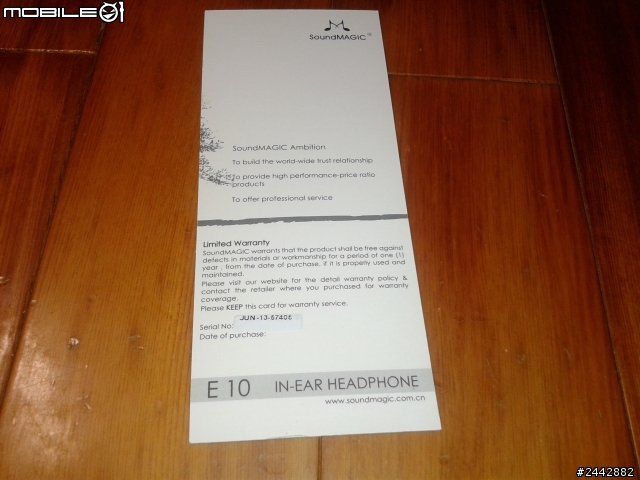 MOBILE01
SoundMAGIC®
SoundMAGIC Ambition
To build the world-wide trust relationship
To provide high performance-price ratio
products
To offer professional service
Limited Warranty
SoundMAGIC warrants that the product shall be free against
defects in materials or workmanship for a period of one (1)
year , from the date of purchase, if it is properly used and
maintained.
Please visit our website for the detail warranty policy &
contact the retailer where you purchased for warranty
coverage.
Please KEEP this card for warranty service.
Serial No: JUN-13-57406
Date of purchase:
E 10 IN-EAR HEADPHONE
www.soundmagic.com.cn
#2442882